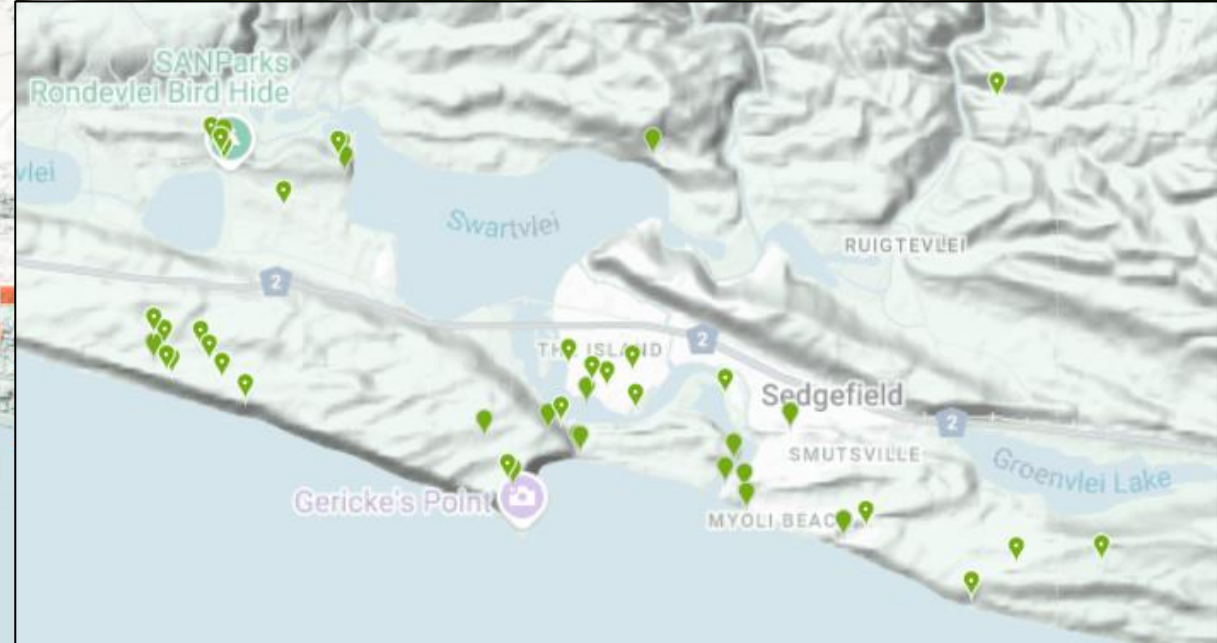 SANParks
Rondevlei Bird Hide
vlei
Swartvlei
RUIGTEVLEI
2
2
THE ISLAND
Sedgefield
2
SMUTSVILLE
Groenvlei Lake
Gericke's Point
MYOLI BEACH